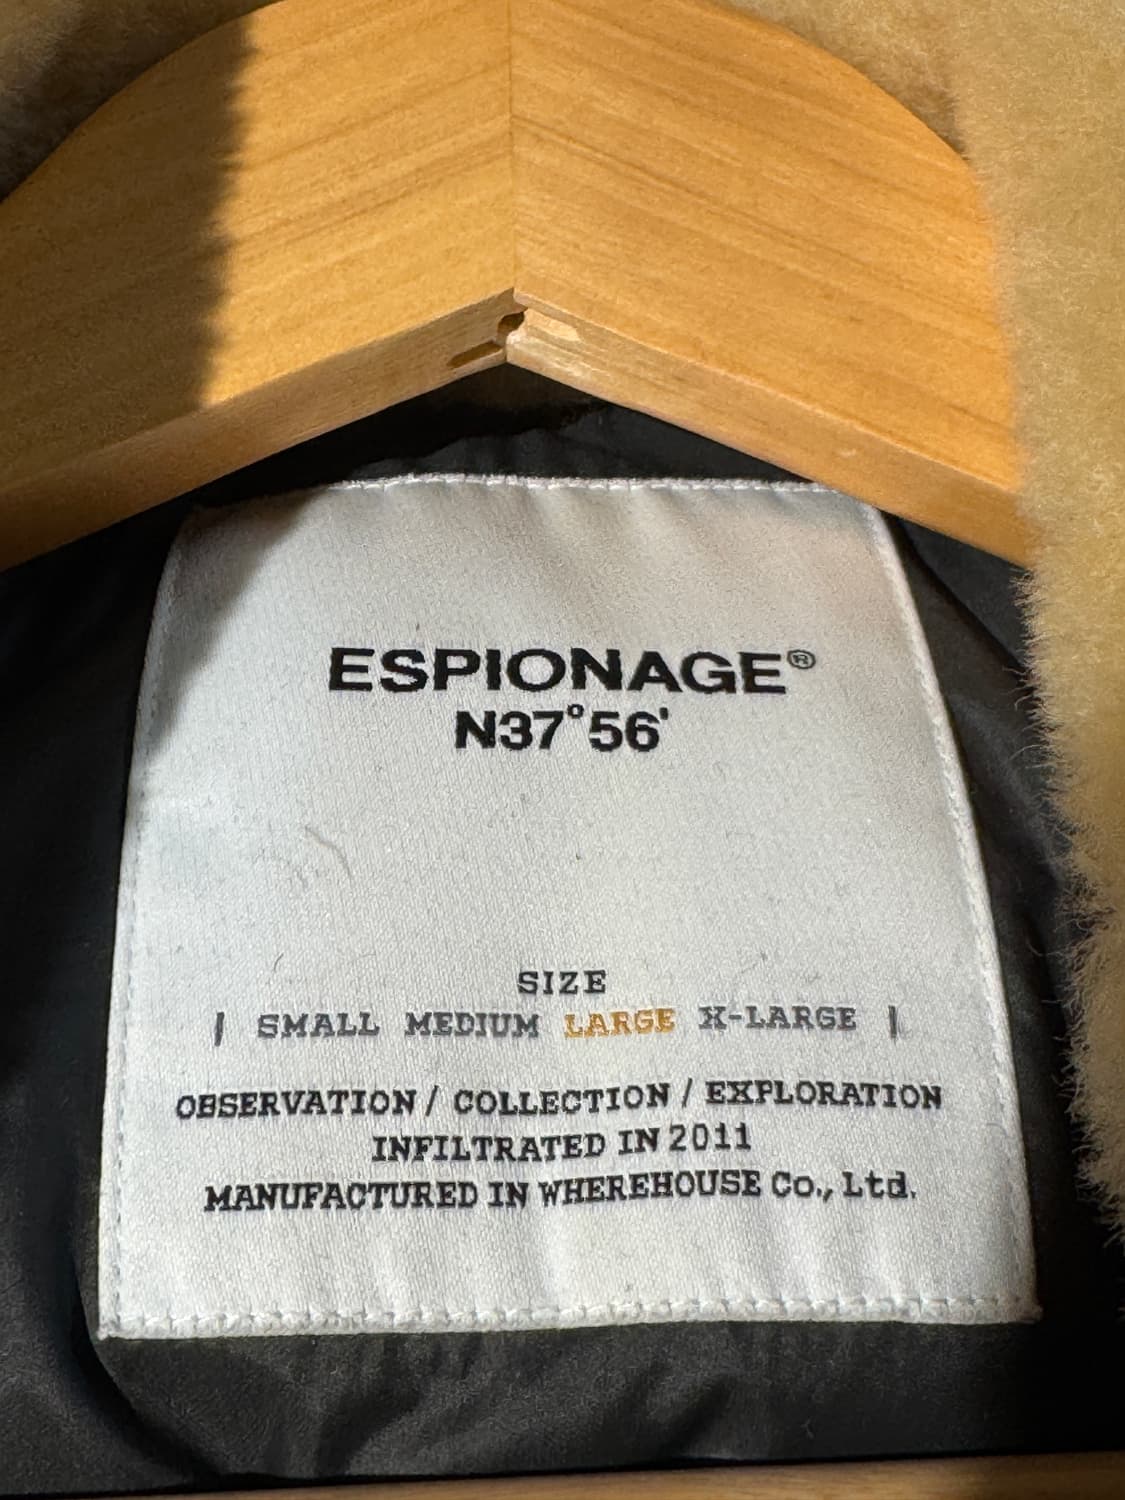 ESPIONAGE®
N37°56'
SIZE
| SMALL MEDIUM LARGE X-LARGE |
OBSERVATION / COLLECTION / EXPLORATION
INFILTRATED IN 2011
MANUFACTURED IN WHEREHOUSE Co., Ltd.